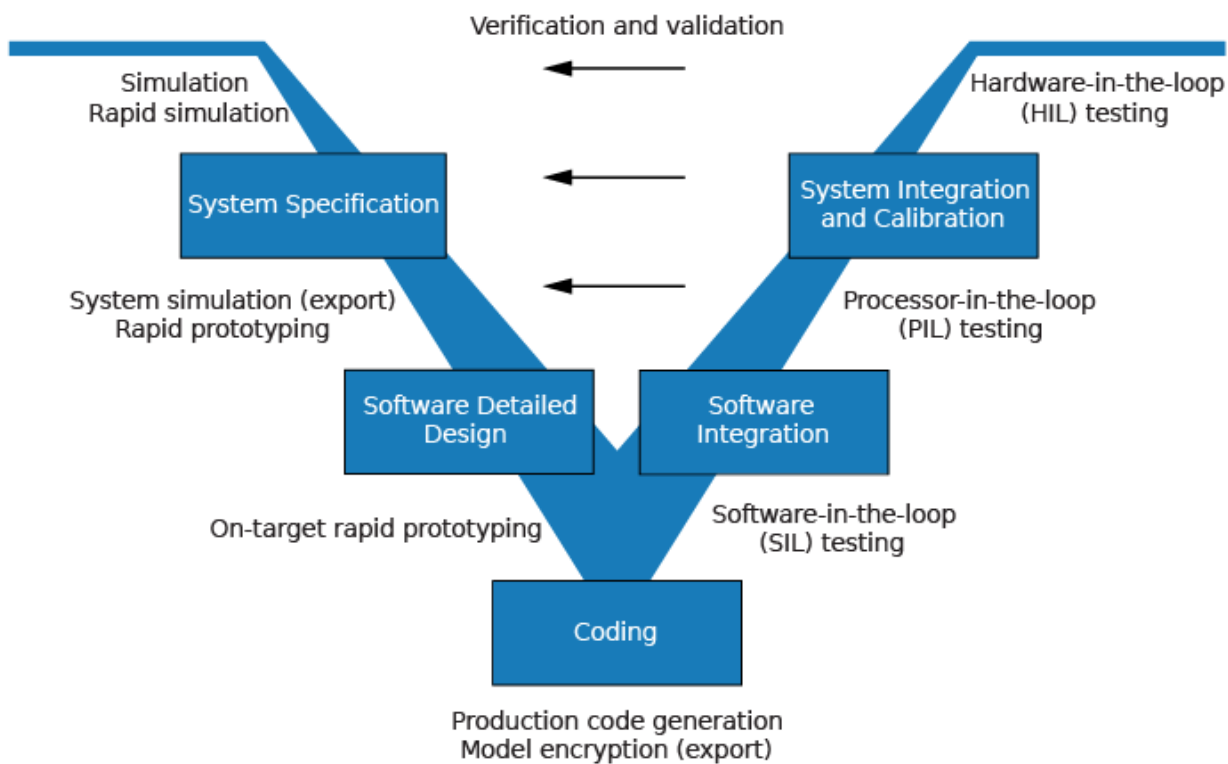 Verification and validation
Simulation
Rapid simulation
Hardware-in-the-loop
(HIL) testing
System Specification
System Integration
and Calibration
System simulation (export)
Rapid prototyping
Processor-in-the-loop
(PIL) testing
Software Detailed
Design
Software
Integration
On-target rapid prototyping
Software-in-the-loop
(SIL) testing
Coding
Production code generation
Model encryption (export)